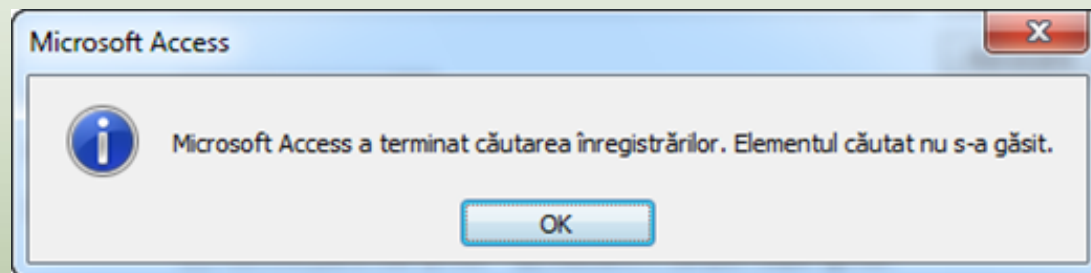 Microsoft Access
Microsoft Access a terminat căutarea înregistrărilor. Elementul căutat nu s-a găsit.
OK